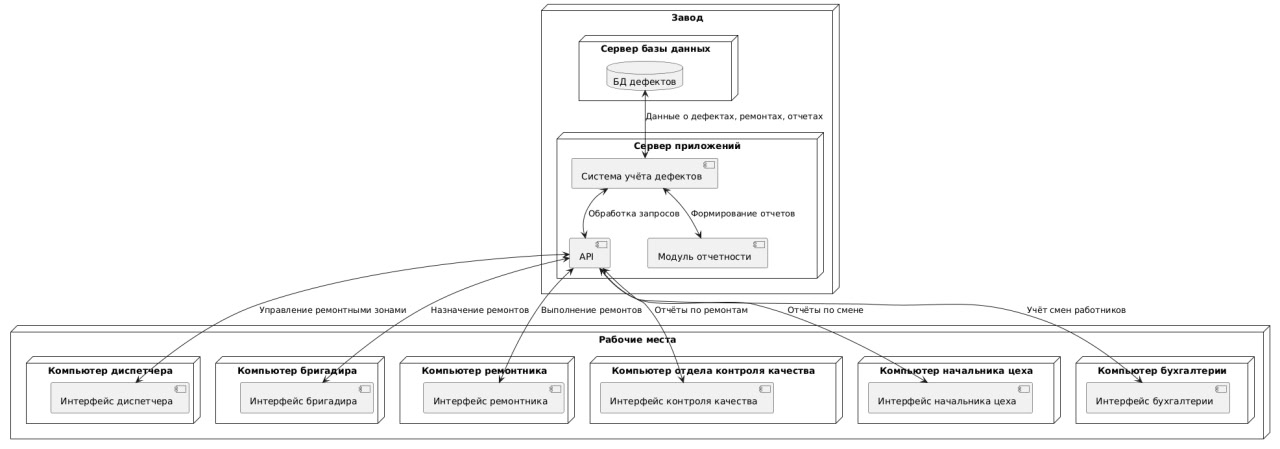 Завод
Сервер базы данных
БД дефектов
Данные о дефектах, ремонтах, отчетах
Сервер приложений
Система учёта дефектов
Обработка запросов
Формирование отчетов
API
Модуль отчетности
Управление ремонтными зонами
Назначение ремонтов
Выполнение ремонтов
Отчёты по ремонтам
Отчёты по смене
Учёт смен работников
Рабочие места
Компьютер диспетчера
Компьютер бригадира
Компьютер ремонтника
Компьютер отдела контроля качества
Компьютер начальника цеха
Компьютер бухгалтерии
Интерфейс диспетчера
Интерфейс бригадира
Интерфейс ремонтника
Интерфейс контроля качества
Интерфейс начальника цеха
Интерфейс бухгалтерии